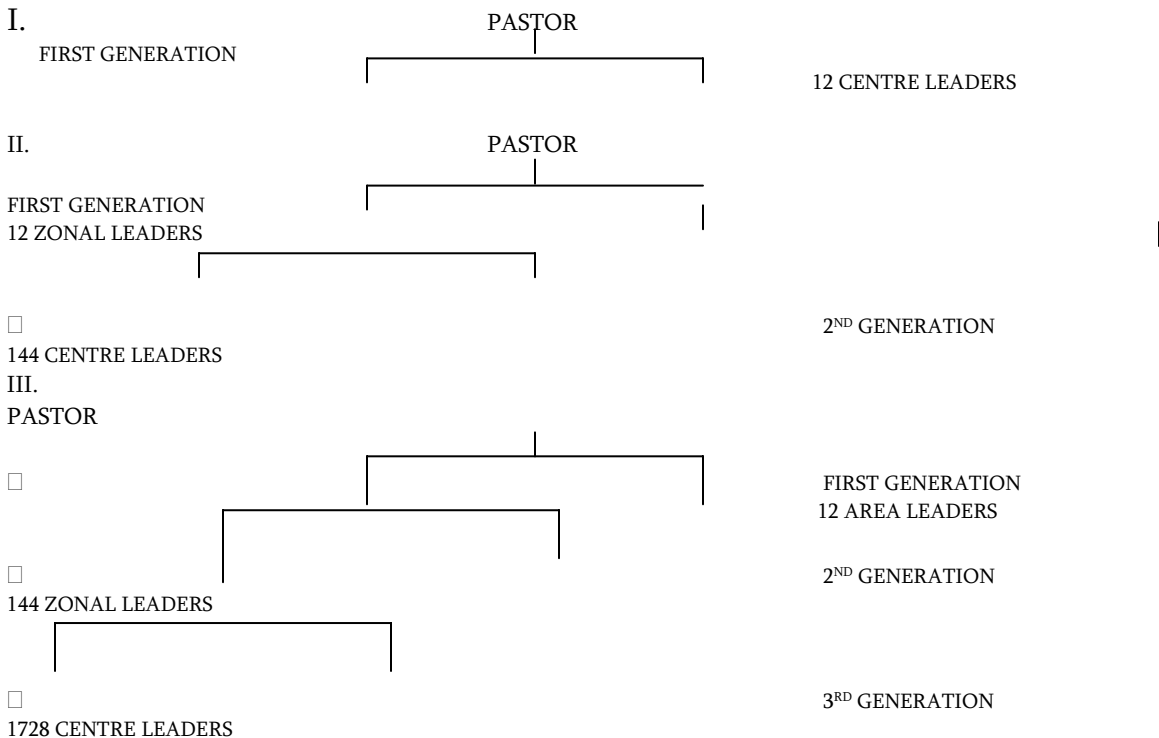 I. PASTOR
FIRST GENERATION
12 CENTRE LEADERS
II. PASTOR
FIRST GENERATION
12 ZONAL LEADERS
2ND GENERATION
144 CENTRE LEADERS
III.
PASTOR
FIRST GENERATION
12 AREA LEADERS
2ND GENERATION
144 ZONAL LEADERS
3RD GENERATION
1728 CENTRE LEADERS